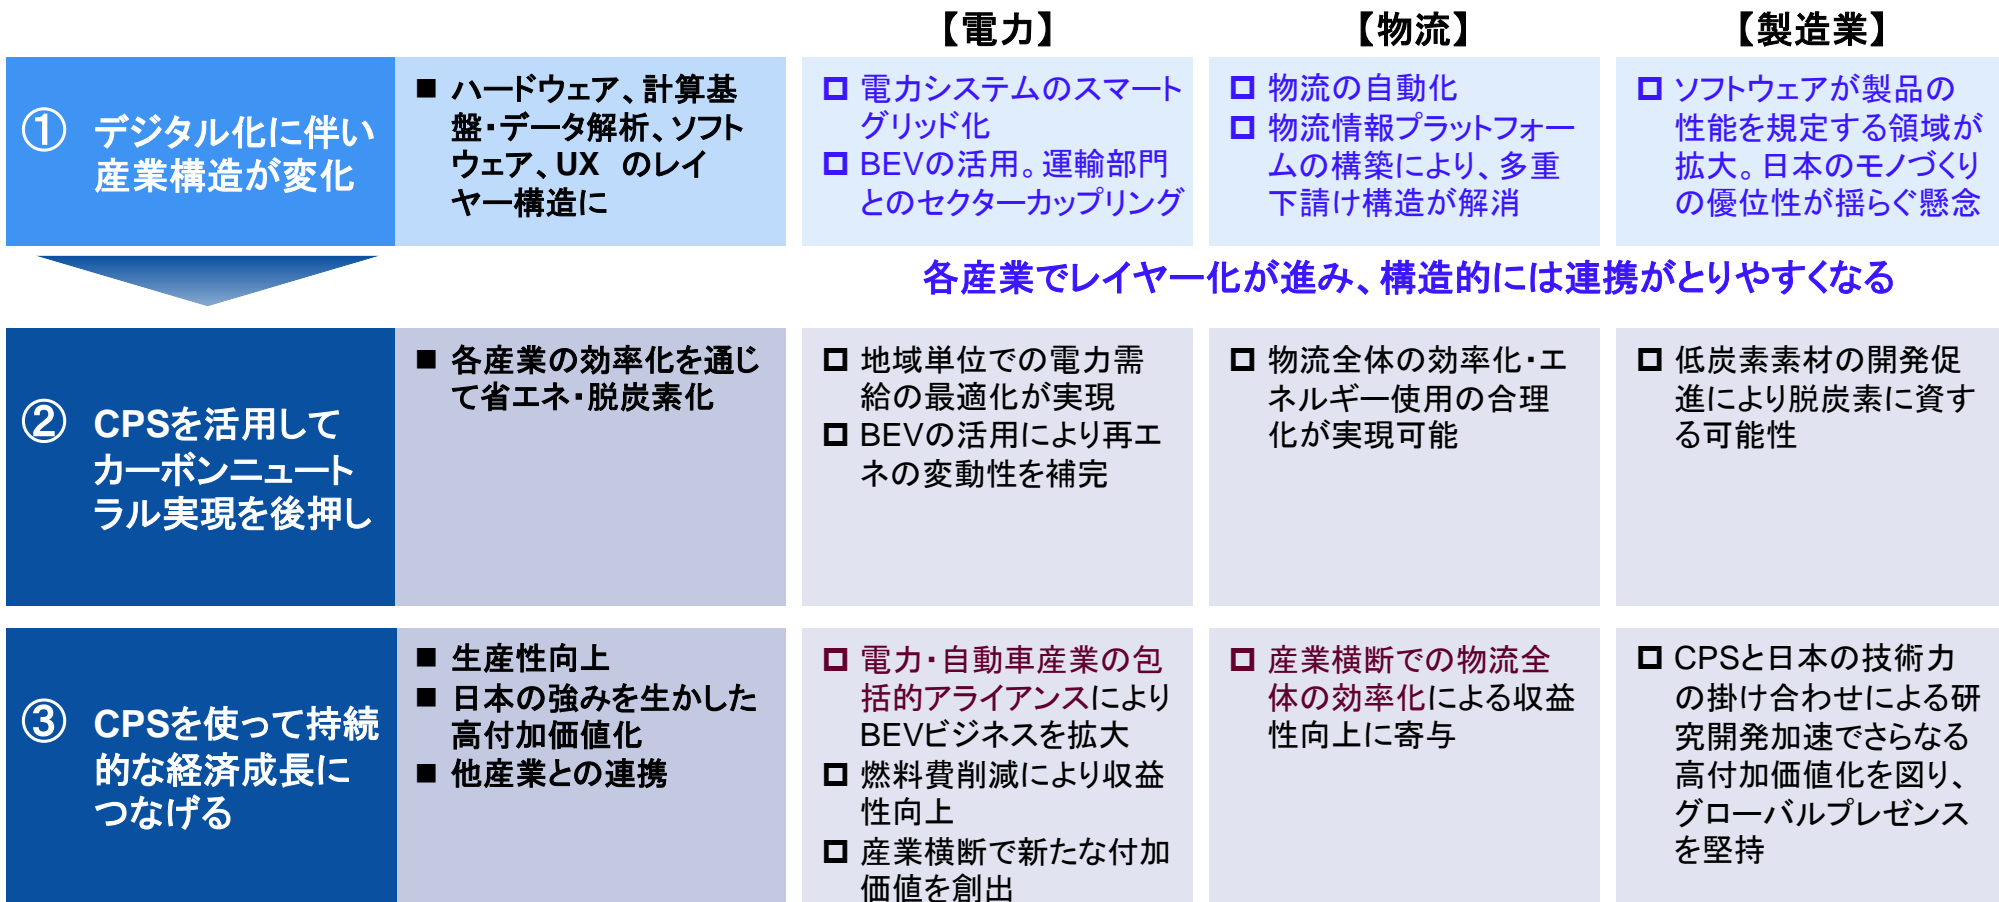 【電力】
【物流】
【製造業】
① デジタル化に伴い
産業構造が変化
■ ハードウェア、計算基
盤・データ解析、ソフト
ウェア、UX のレイ
ヤー構造に
電力システムのスマート
グリッド化
BEVの活用。運輸部門
とのセクターカップリング
物流の自動化
物流情報プラットフォー
ムの構築により、多重
下請け構造が解消
ソフトウェアが製品の
性能を規定する領域が
拡大。日本のモノづくり
の優位性が揺らぐ懸念
各産業でレイヤー化が進み、構造的には連携がとりやすくなる
② CPSを活用して
カーボンニュート
ラル実現を後押し
■ 各産業の効率化を通じ
て省エネ・脱炭素化
地域単位での電力需
給の最適化が実現
BEVの活用により再エ
ネの変動性を補完
物流全体の効率化・エ
ネルギー使用の合理
化が実現可能
低炭素素材の開発促
進により脱炭素に資す
る可能性
③ CPSを使って持続
的な経済成長に
つなげる
■ 生産性向上
■ 日本の強みを生かした
高付加価値化
■ 他産業との連携
電力・自動車産業の包
括的アライアンスにより
BEVビジネスを拡大
燃料費削減により収益
性向上
産業横断で新たな付加
価値を創出
産業横断での物流全
体の効率化による収益
性向上に寄与
CPSと日本の技術力
の掛け合わせによる研
究開発加速でさらなる
高付加価値化を図り、
グローバルプレゼンス
を堅持